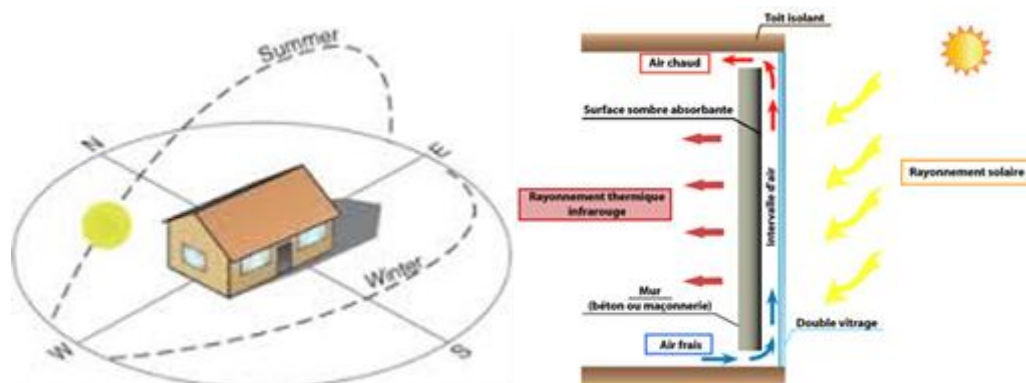 Summer
N
E
Winter
W
S
Toit isolant
Air chaud
Surface sombre absorbante
Rayonnement thermique
infrarouge
Intervalle d'air
Rayonnement solaire
Mur
(béton ou maçonnerie)
Double vitrage
Air frais